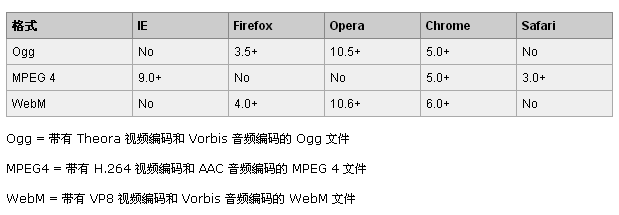 格式 IE Firefox Opera Chrome Safari
Ogg No 3.5+ 10.5+ 5.0+ No
MPEG 4 9.0+ No No 5.0+ 3.0+
WebM No 4.0+ 10.6+ 6.0+ No
Ogg = 带有 Theora 视频编码和 Vorbis 音频编码的 Ogg 文件
MPEG4 = 带有 H.264 视频编码和 AAC 音频编码的 MPEG 4 文件
WebM = 带有 VP8 视频编码和 Vorbis 音频编码的 WebM 文件